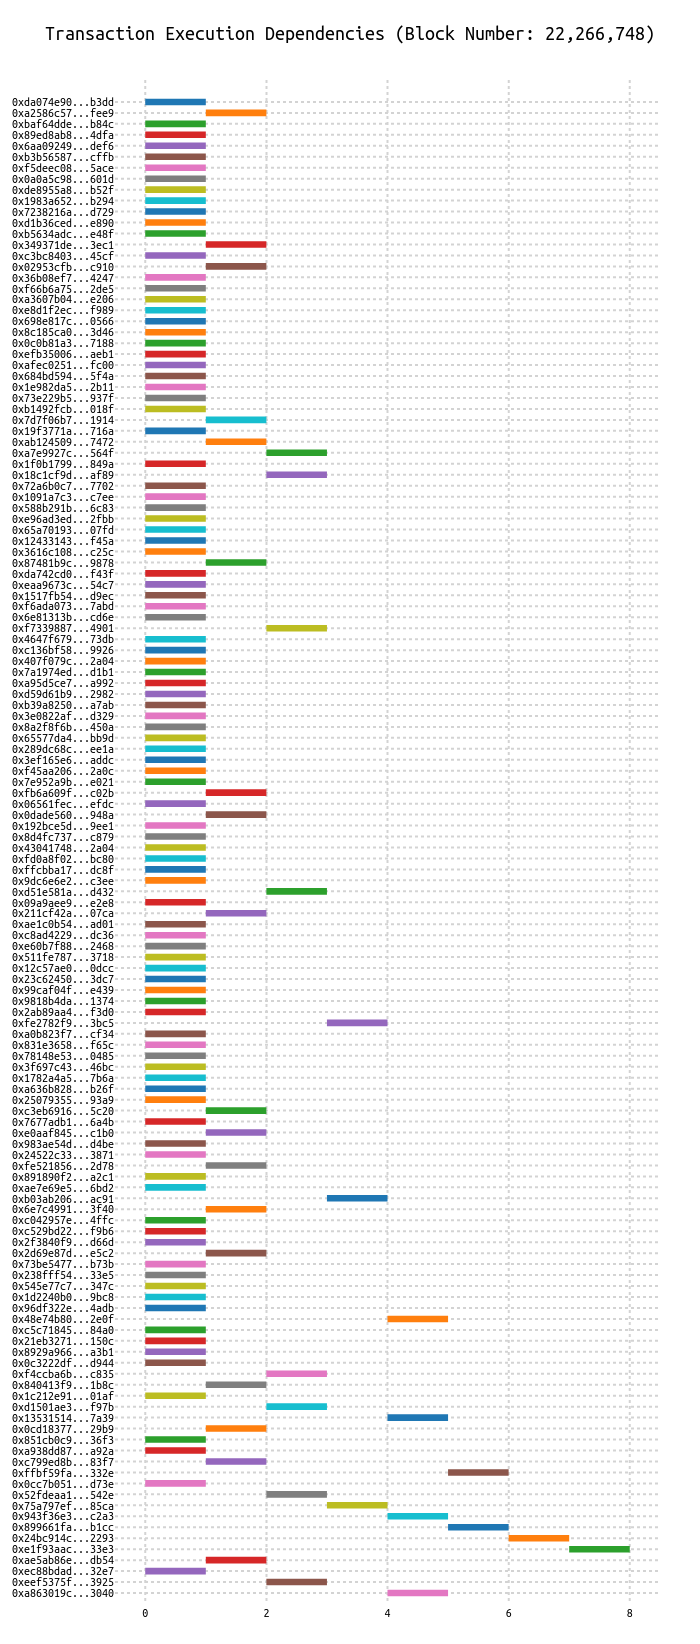 Transaction Execution Dependencies (Block Number: 22,266,748)
0xda074e90...b3dd
0xa2586c57...fee9
0xbaf64dde...b84c
0x89ed8ab8...4dfa
0x6aa09249...def6
0xb3b56587...cffb
0xf5deec08...5ace
0x0a0a5c98...601d
0xde8955a8...b52f
0x1983a652...b294
0x7238216a...d729
0xd1b36ced...e890
0xb5634adc...e48f
0x349371de...3ec1
0xc3bc8403...45cf
0x02953cfb...c910
0x36b08ef7...4247
0xf66b6a75...2de5
0xa3607b04...e206
0xe8d1f2ec...f989
0x698e817c...0566
0x8c185ca0...3d46
0x0c0b81a3...7188
0xefb35006...aeb1
0xafec0251...fc00
0x684bd594...5f4a
0x1e982da5...2b11
0x73e229b5...937f
0xb1492fcb...018f
0x7d7f06b7...1914
0x19f3771a...716a
0xab124509...7472
0xa7e9927c...564f
0x1f0b1799...849a
0x18c1cf9d...af89
0x72a6b0c7...7702
0x1091a7c3...c7ee
0x588b291b...6c83
0xe96ad3ed...2fbb
0x65a70193...07fd
0x12433143...f45a
0x3616c108...c25c
0x87481b9c...9878
0xda742cd0...f43f
0xeaa9673c...54c7
0x1517fb54...d9ec
0xf6ada073...7abd
0x6e81313b...cd6e
0xf7339887...4901
0x4647f679...73db
0xc136bf58...9926
0x407f079c...2a04
0x7a1974ed...d1b1
0xa95d5ce7...a992
0xd59d61b9...2982
0xb39a8250...a7ab
0x3e0822af...d329
0x8a2f8f6b...450a
0x65577da4...bb9d
0x289dc68c...ee1a
0x3ef165e6...addc
0xf45aa206...2a0c
0x7e952a9b...e021
0xfb6a609f...c02b
0x06561fec...efdc
0x0dade560...948a
0x192bce5d...9ee1
0x8d4fc737...c879
0x43041748...2a04
0xfd0a8f02...bc80
0xffcbba17...dc8f
0x9dc6e6e2...c3ee
0xd51e581a...d432
0x09a9aee9...e2e8
0x211cf42a...07ca
0xae1c0b54...ad01
0xc8ad4229...dc36
0xe60b7f88...2468
0x511fe787...3718
0x12c57ae0...0dcc
0x23c62450...3dc7
0x99caf04f...e439
0x9818b4da...1374
0x2ab89aa4...f3d0
0xfe2782f9...3bc5
0xa0b823f7...cf34
0x831e3658...f65c
0x78148e53...0485
0x3f697c43...46bc
0x1782a4a5...7b6a
0xa636b828...b26f
0x25079355...93a9
0xc3eb6916...5c20
0x7677adb1...6a4b
0xe0aaf845...c1b0
0x983ae54d...d4be
0x24522c33...3871
0xfe521856...2d78
0x891890f2...a2c1
0xae7e69e5...6bd2
0xb03ab206...ac91
0x6e7c4991...3f40
0xc042957e...4ffc
0xc529bd22...f9b6
0x2f3840f9...d66d
0x2d69e87d...e5c2
0x73be5477...b73b
0x238fff54...33e5
0x545e77c7...347c
0x1d2240b0...9bc8
0x96df322e...4adb
0x48e74b80...2e0f
0xc5c71845...84a0
0x21eb3271...150c
0x8929a966...a3b1
0x0c3222df...d944
0xf4ccba6b...c835
0x840413f9...1b8c
0x1c212e91...01af
0xd1501ae3...f97b
0x13531514...7a39
0x0cd18377...29b9
0x851cb0c9...36f3
0xa938dd87...a92a
0xc799ed8b...83f7
0xffbf59fa...332e
0x0cc7b051...d73e
0x52fdeaa1...542e
0x75a797ef...85ca
0x943f36e3...c2a3
0x899661fa...b1cc
0x24bc914c...2293
0xe1f93aac...33e3
0xae5ab86e...db54
0xec88bdad...32e7
0xeef5375f...3925
0xa863019c...3040
0 2 4 6 8